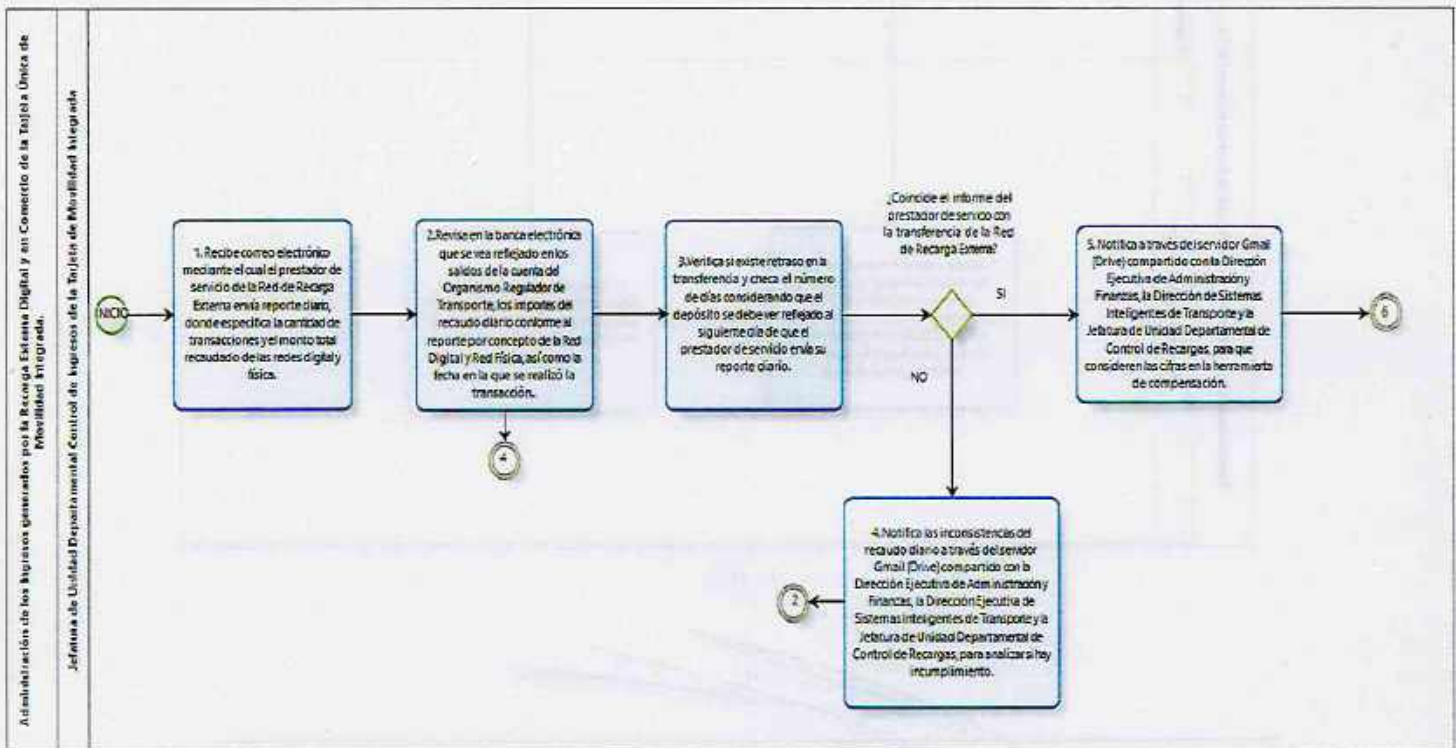 Administración de los Ingresos generados por la Recarga Externa Digital y en Comercio de la Tarjeta Única de
Movilidad Integrada.
Jefatura de Unidad Departamental Control de Ingresos de la Tarjeta de Movilidad Integrada
INICIO
1. Recibe correo electrónico
mediante el cual el prestador de
servicio de la Red de Recarga
Externa envía reporte diario,
donde especifica la cantidad de
transacciones y el monto total
recaudado de las redes digital y
física.
2.Revisa en la banca electrónica
que se vea reflejado en los
saldos de la cuenta del
Organismo Regulador de
Transporte, los importes del
recaudo diario conforme al
reporte por concepto de la Red
Digital y Red Física, así como la
fecha en la que se realizó la
transacción.
4
3.Verifica si existe retraso en la
transferencia y checa el número
de días considerando que el
depósito se debe ver reflejado al
siguiente día de que el
prestador de servicio envía su
reporte diario.
¿Coincide el informe del
prestador de servicio con
la transferencia de la Red
de Recarga Externa?
SI
NO
5. Notifica a través del servidor Gmail
(Drive) compartido con la Dirección
Ejecutiva de Administración y
Finanzas, la Dirección de Sistemas
Inteligentes de Transporte y la
Jefatura de Unidad Departamental de
Control de Recargas, para que
consideren las cifras en la herramienta
de compensación.
6
4.Notifica las inconsistencias del
recaudo diario a través del servidor
Gmail (Drive) compartido con la
Dirección Ejecutiva de Administración y
Finanzas, la Dirección Ejecutiva de
Sistemas Inteligentes de Transporte y la
Jefatura de Unidad Departamental de
Control de Recargas, para analizar si hay
incumplimiento.
2